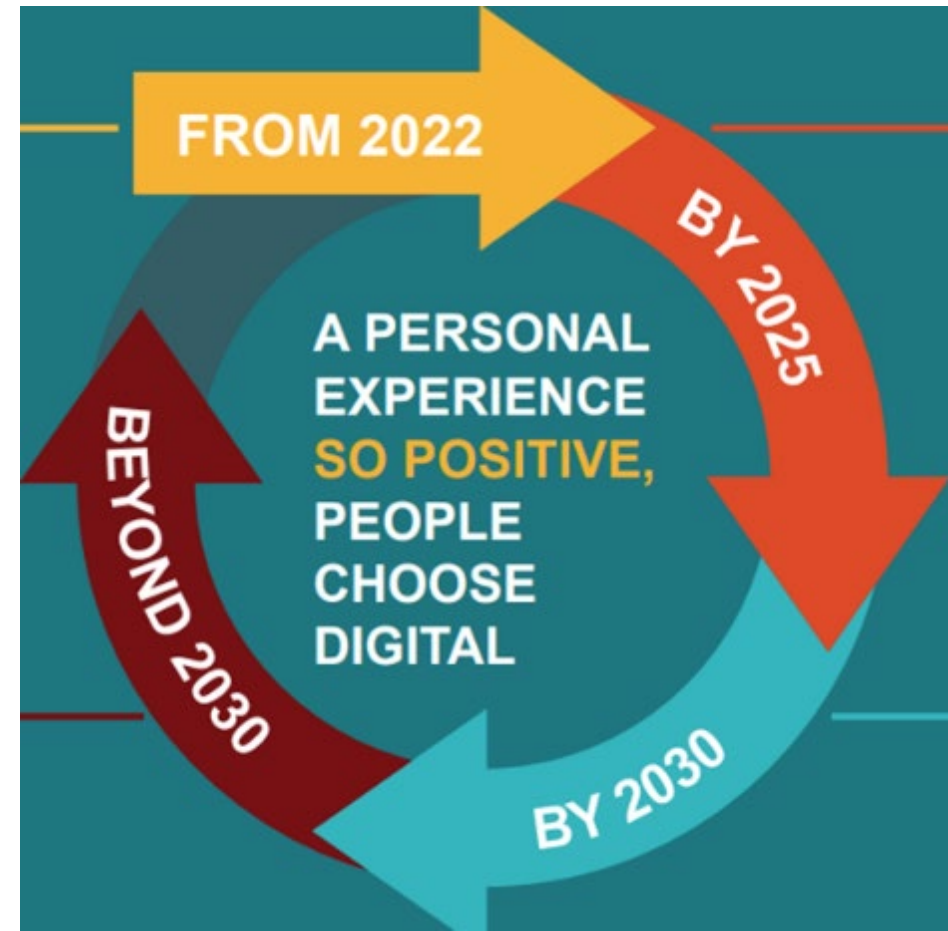 FROM 2022
BY 2025
A PERSONAL
EXPERIENCE
SO POSITIVE,
PEOPLE
CHOOSE
DIGITAL
BY 2030
BEYOND 2030